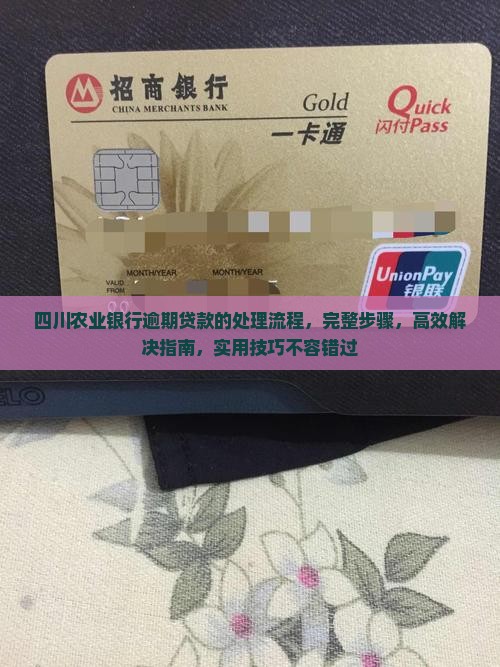 招商銀行
CHINA MERCHANTS BANK
Gold
一卡通
Quick
闪付Pass
MONTH/YEAR MONTH/YEAR
VALID
FROM
UnionPay
银联
四川农业银行逾期贷款的处理流程，完整步骤，高效解
决指南，实用技巧不容错过
ELO